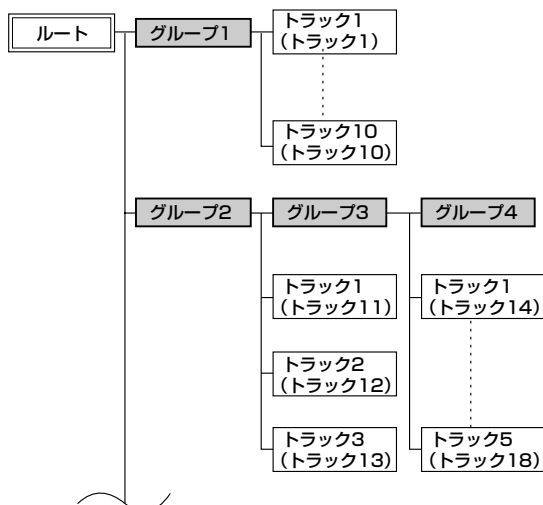 ルート
グループ1
トラック1
(トラック1)
トラック10
(トラック10)
グループ2
グループ3
グループ4
トラック1
(トラック11)
トラック1
(トラック14)
トラック2
(トラック12)
トラック3
(トラック13)
トラック5
(トラック18)